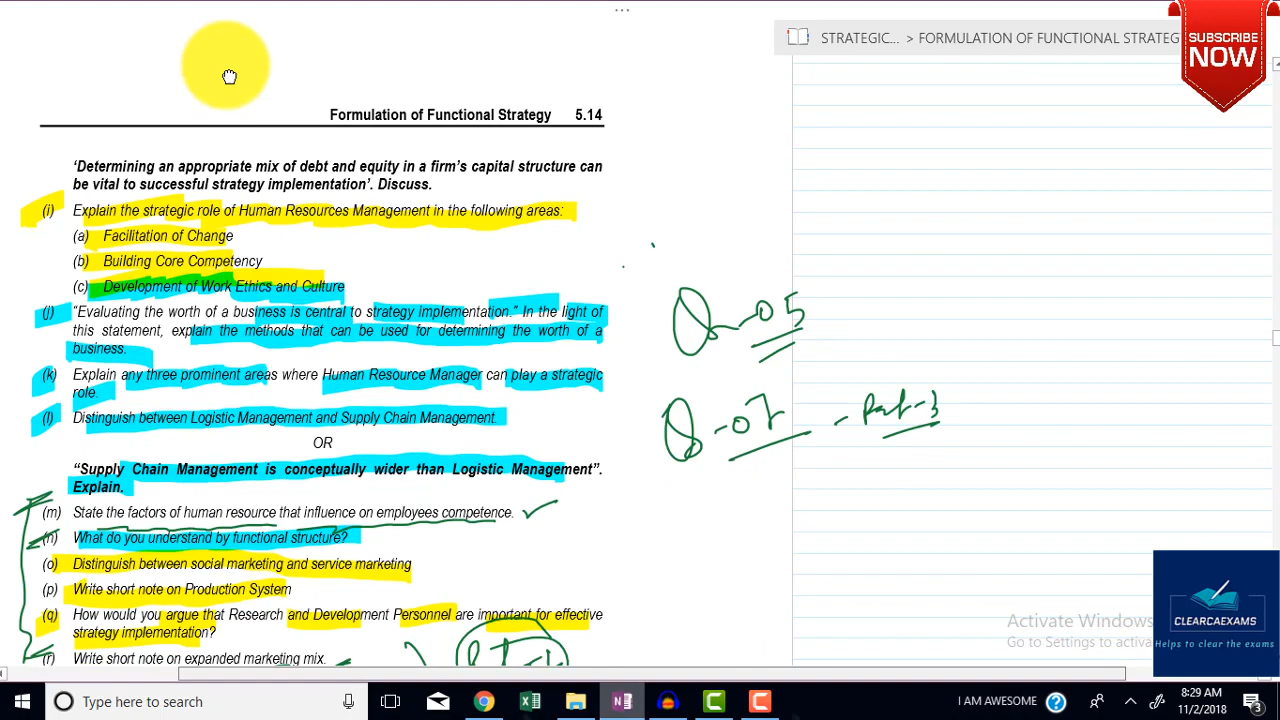 STRATEGIC... > FORMULATION OF FUNCTIONAL STRATEG
SUBSCRIBE
NOW
Formulation of Functional Strategy 5.14
‘Determining an appropriate mix of debt and equity in a firm’s capital structure can
be vital to successful strategy implementation’. Discuss.
(i) Explain the strategic role of Human Resources Management in the following areas:
(a) Facilitation of Change
(b) Building Core Competency
(c) Development of Work Ethics and Culture
(j) “Evaluating the worth of a business is central to strategy implementation.” In the light of
this statement, explain the methods that can be used for determining the worth of a
business.
(k) Explain any three prominent areas where Human Resource Manager can play a strategic
role.
(l) Distinguish between Logistic Management and Supply Chain Management.
OR
“Supply Chain Management is conceptually wider than Logistic Management”.
Explain.
(m) State the factors of human resource that influence on employees competence.
(n) What do you understand by functional structure?
(o) Distinguish between social marketing and service marketing
(p) Write short note on Production System
(q) How would you argue that Research and Development Personnel are important for effective
strategy implementation?
(r) Write short note on expanded marketing mix.
Q-05
Q-07 - Part-3
Activate Windows
Go to Settings to activa
CLEARCAEXAMS
Helps to clear the exams
Type here to search
I AM AWESOME
8:29 AM
11/2/2018
3